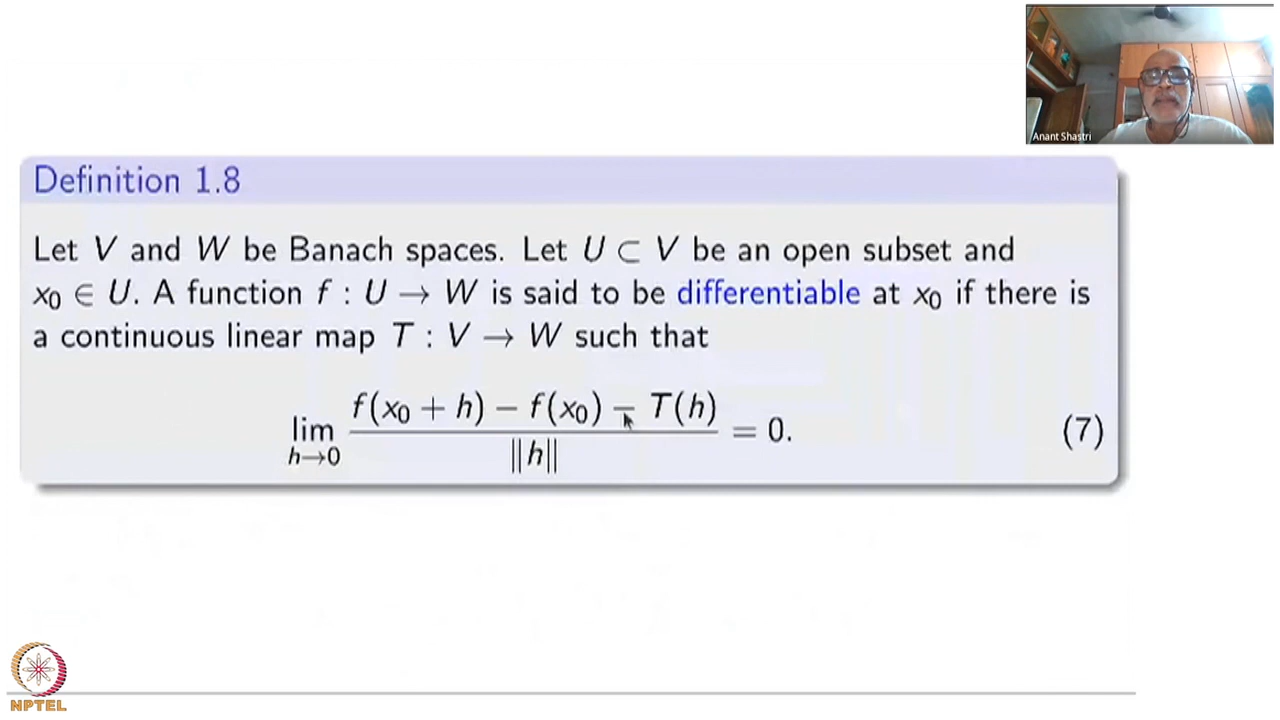 Anant Shastri
Definition 1.8
Let V and W be Banach spaces. Let U ⊂ V be an open subset and
x₀ ∈ U. A function f : U → W is said to be differentiable at x₀ if there is
a continuous linear map T : V → W such that
lim_{h→0} (f(x₀ + h) − f(x₀) − T(h)) / ‖h‖ = 0. (7)
NPTEL